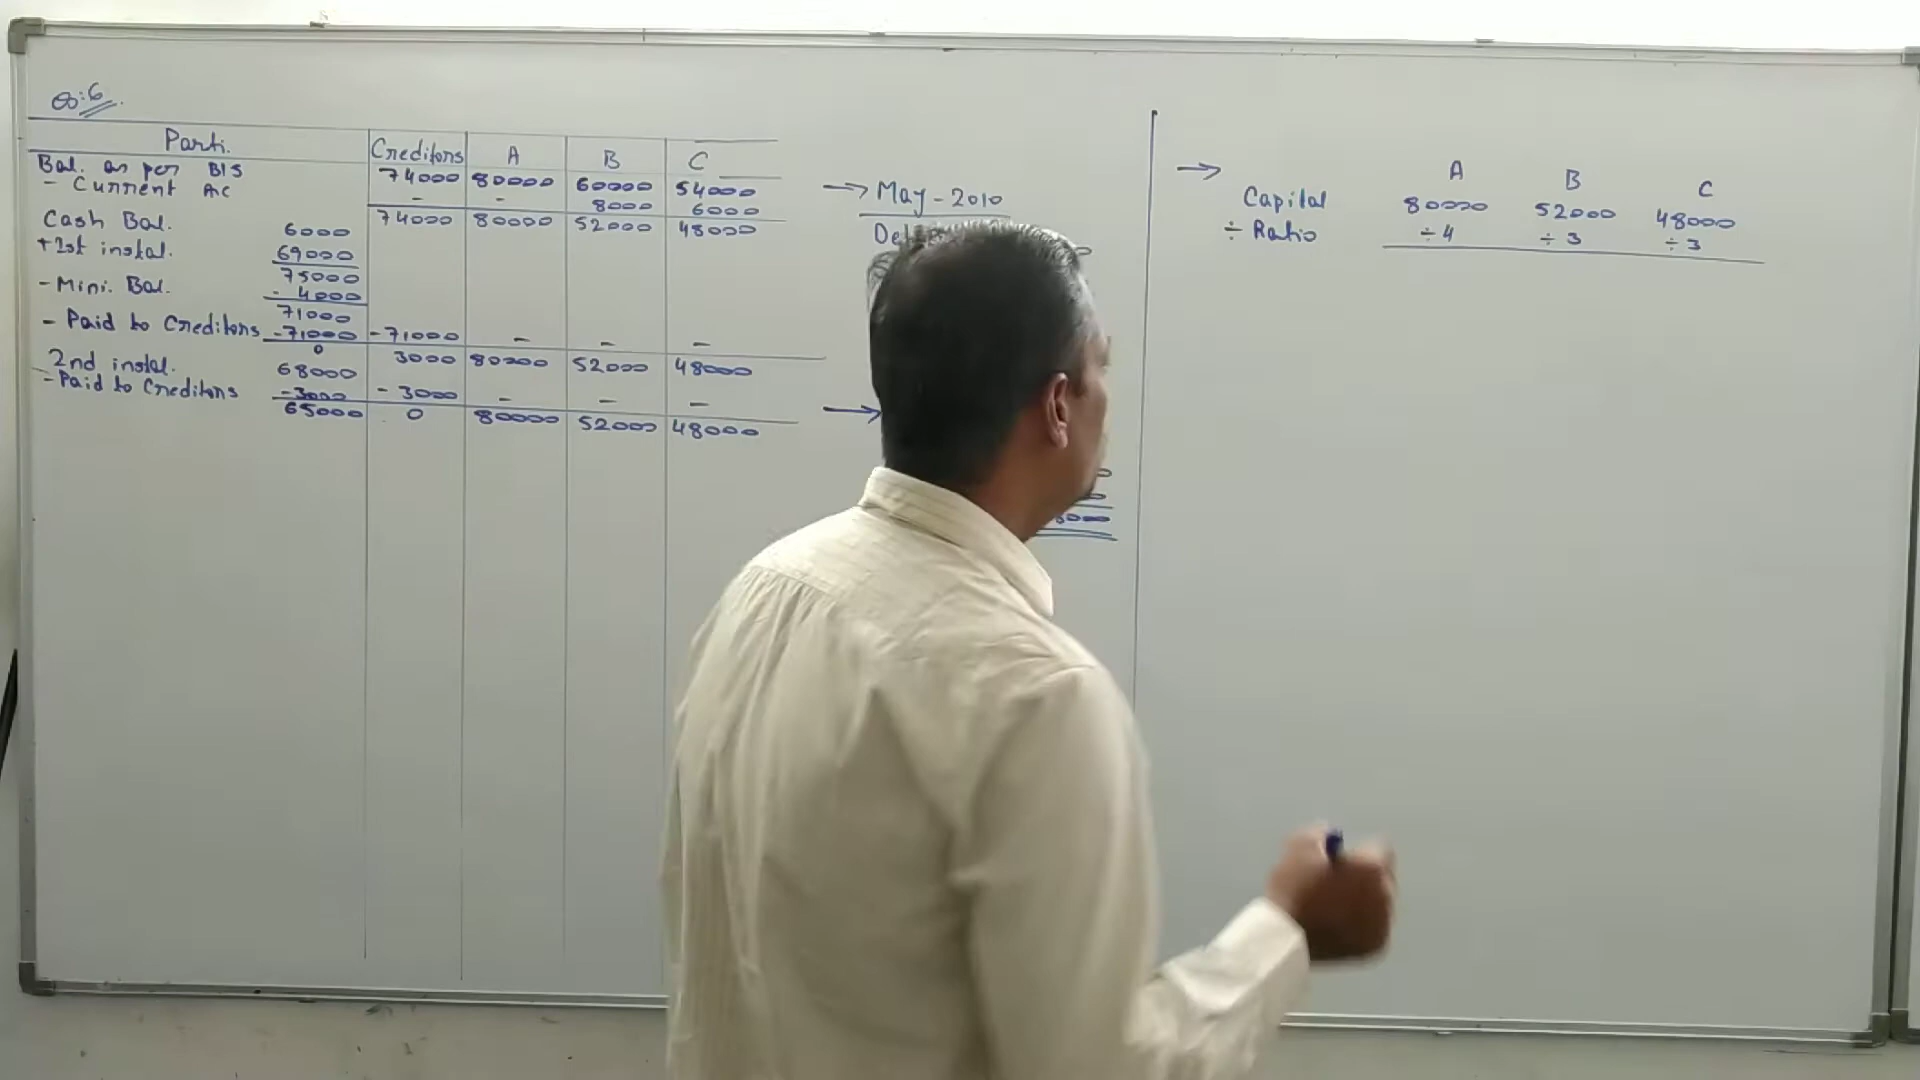 Q:6
Parti. Creditors A B C
Bal. as per B/S 74000 80000 60000 54000
- Current Ac - - 8000 6000
74000 80000 52000 48000
Cash Bal. 6000
+ 1st instal. 69000
75000
- Mini. Bal. - 4000
71000
- Paid to Creditors -71000 -71000 - - -
0 3000 80000 52000 48000
2nd instal. 68000
- Paid to Creditors -3000 -3000 - - -
65000 0 80000 52000 48000
→ May-2010
→
→ A B C
Capital 80000 52000 48000
÷ Ratio ÷4 ÷3 ÷3